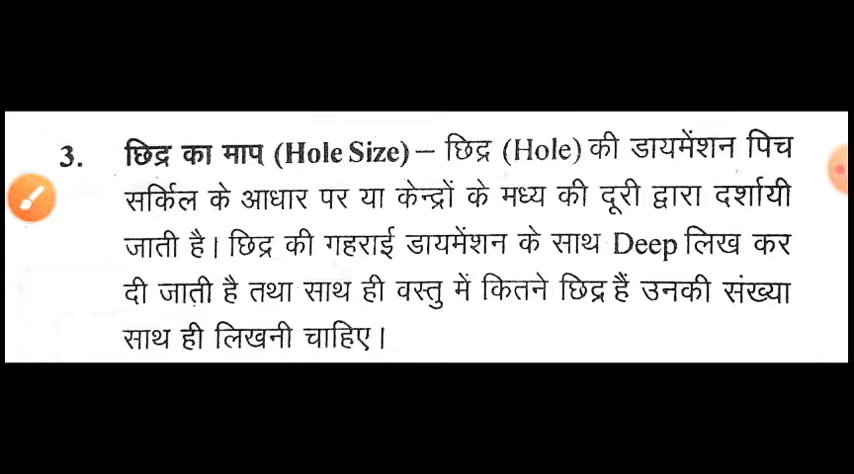 3. छिद्र का माप (Hole Size) – छिद्र (Hole) की डायमेंशन पिच
सर्किल के आधार पर या केन्द्रों के मध्य की दूरी द्वारा दर्शायी
जाती है। छिद्र की गहराई डायमेंशन के साथ Deep लिख कर
दी जाती है तथा साथ ही वस्तु में कितने छिद्र हैं उनकी संख्या
साथ ही लिखनी चाहिए।